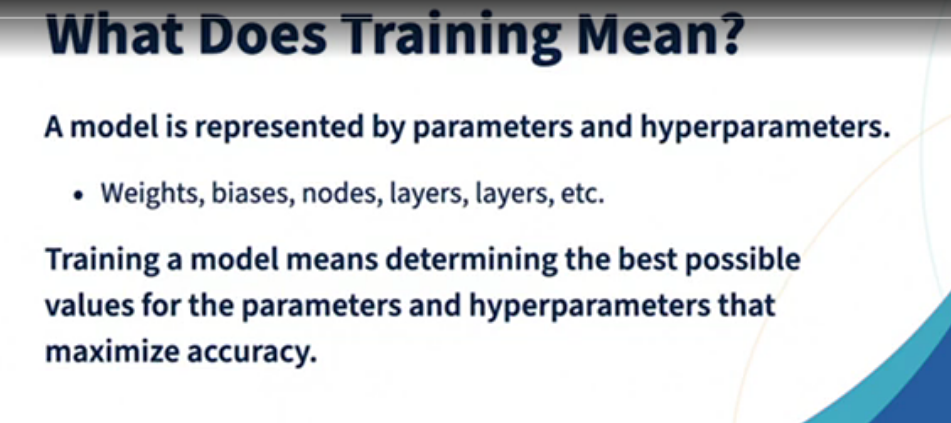 What Does Training Mean?
A model is represented by parameters and hyperparameters.
• Weights, biases, nodes, layers, layers, etc.
Training a model means determining the best possible
values for the parameters and hyperparameters that
maximize accuracy.